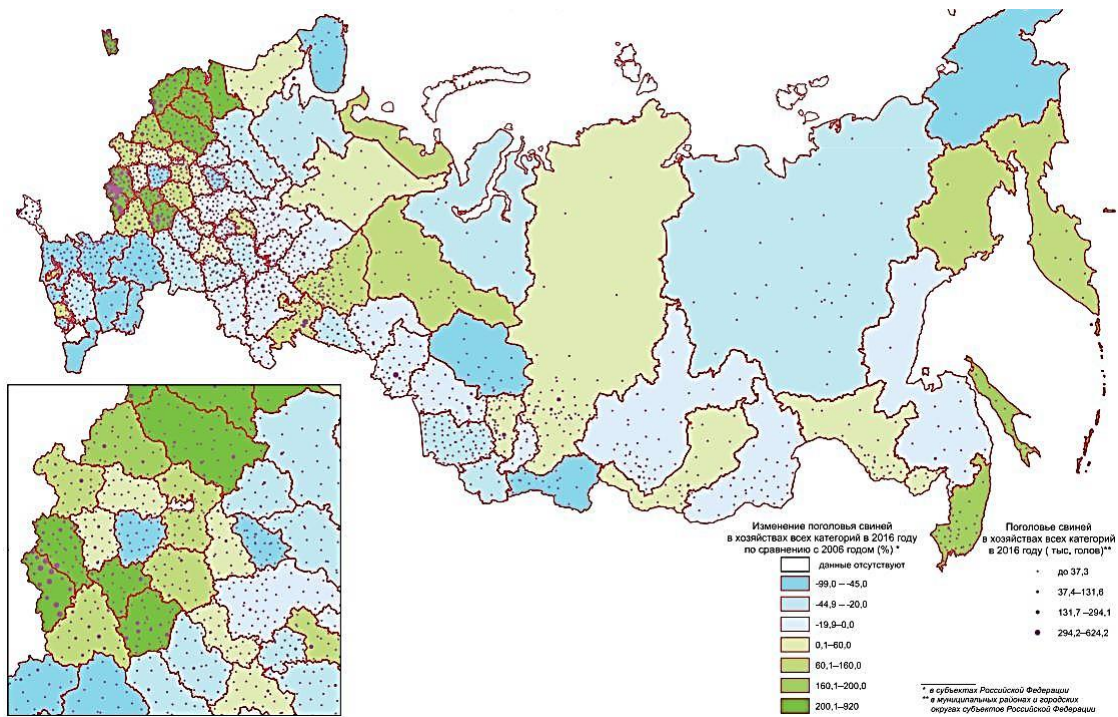 Изменение поголовья свиней
в хозяйствах всех категорий в 2016 году
по сравнению с 2006 годом (%) *
данные отсутствуют
-99,0 – -45,0
-44,9 – -20,0
-19,9–0,0
0,1–60,0
60,1–160,0
160,1–200,0
200,1–920
Поголовье свиней
в хозяйствах всех категорий
в 2016 году ( тыс. голов)**
до 37,3
37,4–131,6
131,7 –294,1
294,2–624,2
* в субъектах Российской Федерации
** в муниципальных районах и городских
округах субъектов Российской Федерации